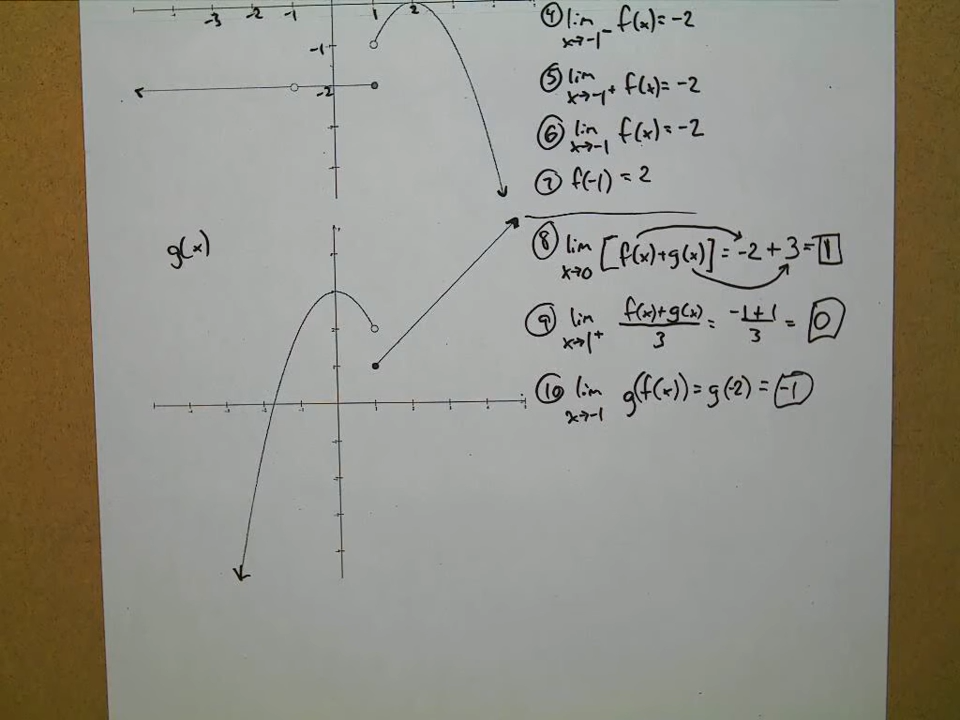 -3 -2 -1 1 2
-1
-2
④ lim x→-1⁻ f(x) = -2
⑤ lim x→-1⁺ f(x) = -2
⑥ lim x→-1 f(x) = -2
⑦ f(-1) = 2
g(x)
⑧ lim x→0 [f(x)+g(x)] = -2 + 3 = 1
⑨ lim x→1⁺ f(x)+g(x)/3 = -1+1/3 = 0
⑩ lim x→-1 g(f(x)) = g(-2) = -1